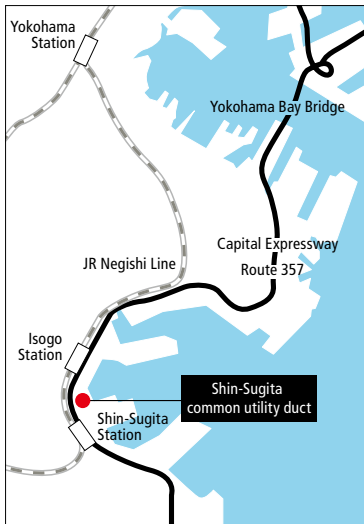 Yokohama
Station
Yokohama Bay Bridge
Capital Expressway
Route 357
JR Negishi Line
Isogo
Station
Shin-Sugita
common utility duct
Shin-Sugita
Station